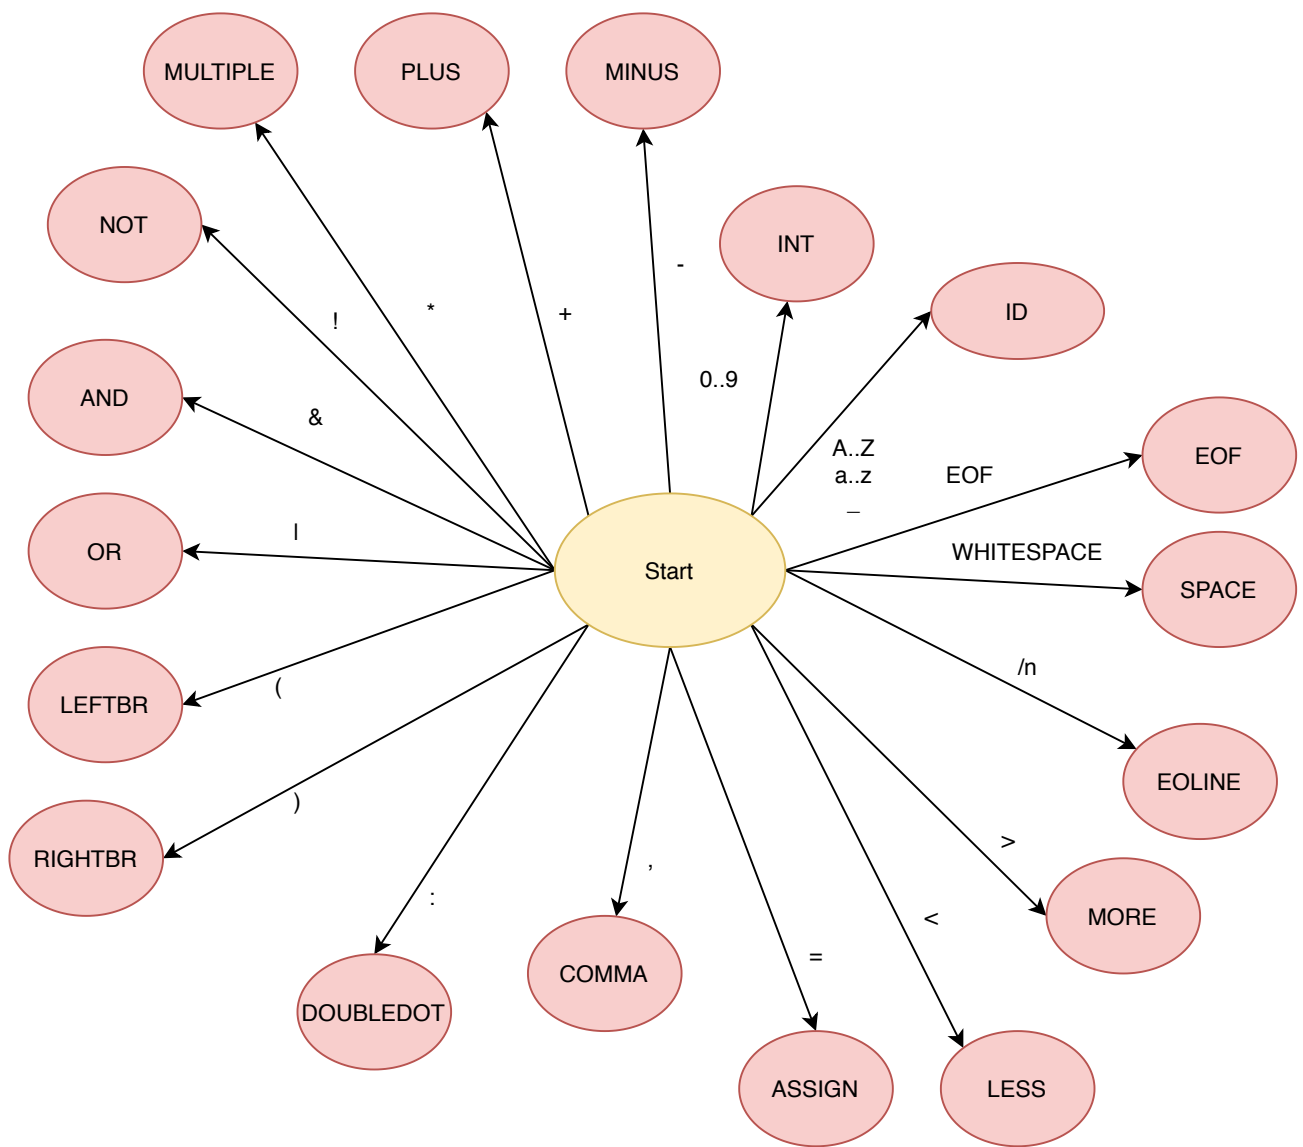 MULTIPLE
PLUS
MINUS
NOT
INT
ID
!
*
+
-
0..9
AND
&
A..Z
a..z
_
EOF
EOF
OR
|
Start
WHITESPACE
SPACE
LEFTBR
(
/n
EOLINE
RIGHTBR
)
:
,
>
<
=
MORE
DOUBLEDOT
COMMA
ASSIGN
LESS